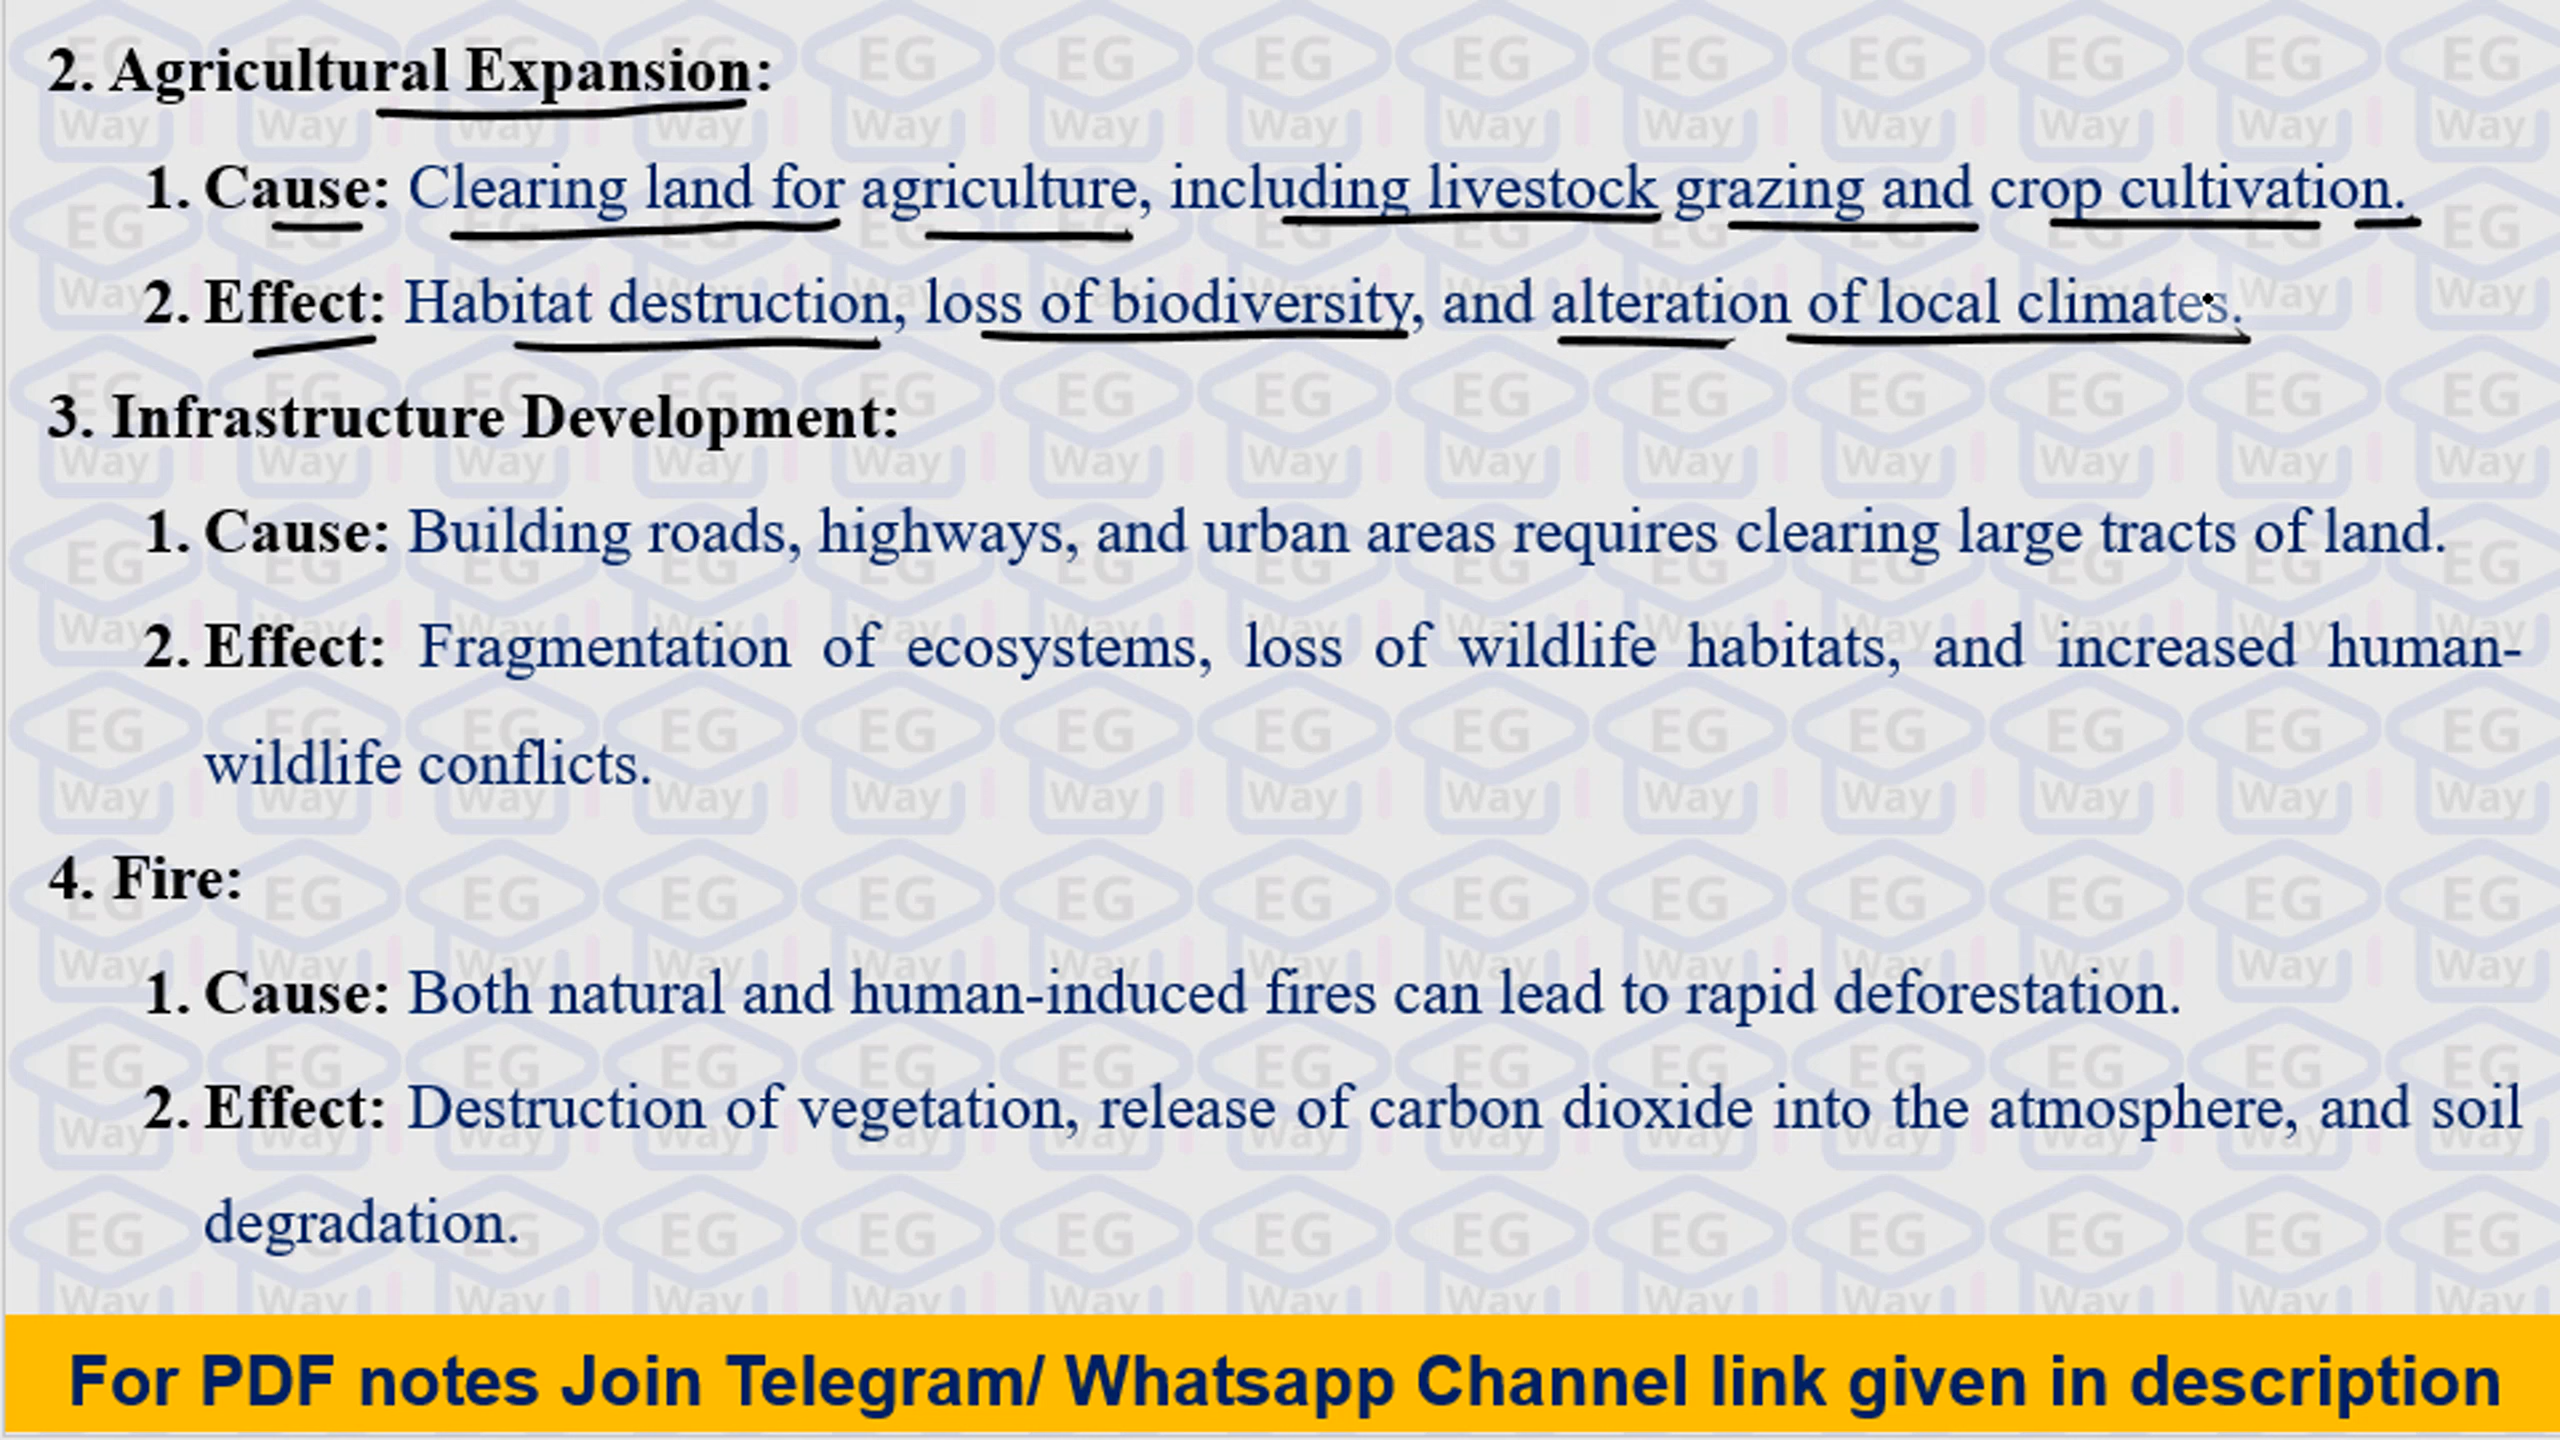 2. Agricultural Expansion:
1. Cause: Clearing land for agriculture, including livestock grazing and crop cultivation.
2. Effect: Habitat destruction, loss of biodiversity, and alteration of local climates.
3. Infrastructure Development:
1. Cause: Building roads, highways, and urban areas requires clearing large tracts of land.
2. Effect: Fragmentation of ecosystems, loss of wildlife habitats, and increased human-
wildlife conflicts.
4. Fire:
1. Cause: Both natural and human-induced fires can lead to rapid deforestation.
2. Effect: Destruction of vegetation, release of carbon dioxide into the atmosphere, and soil
degradation.
For PDF notes Join Telegram/ Whatsapp Channel link given in description